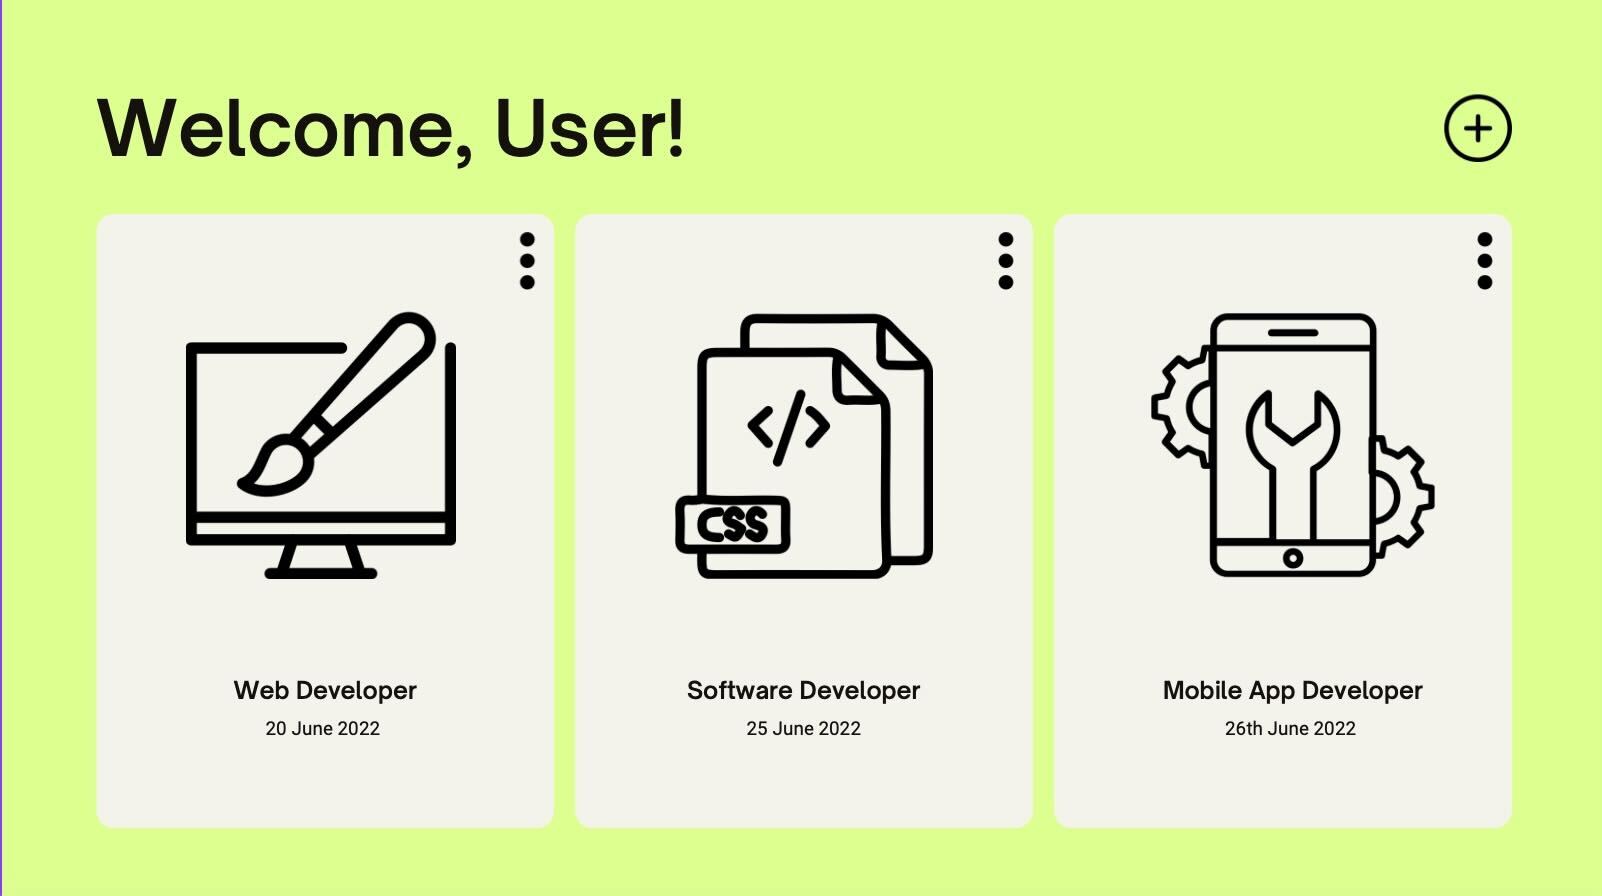 Welcome, User!
</>
CSS
Web Developer
20 June 2022
Software Developer
25 June 2022
Mobile App Developer
26th June 2022